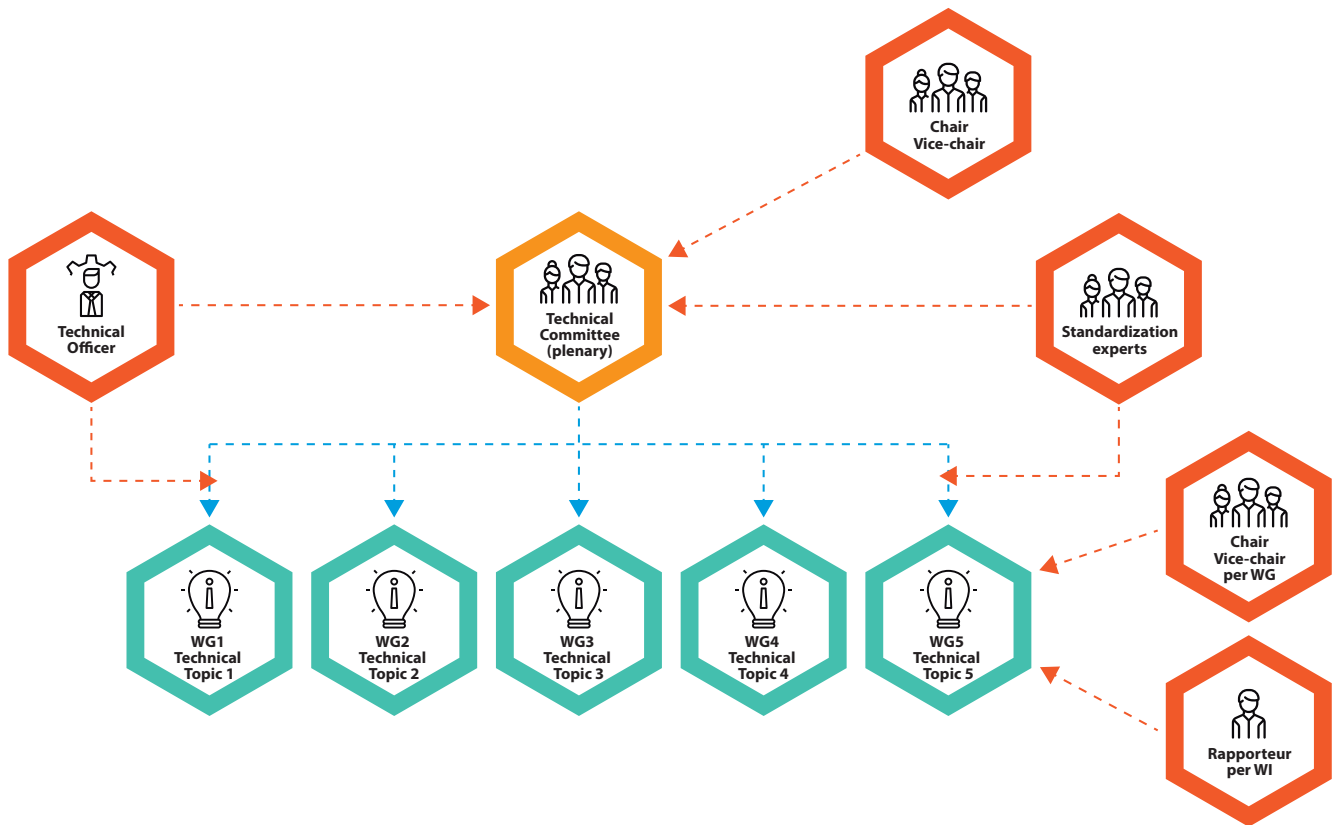 Chair
Vice-chair
Technical
Officer
Technical
Committee
(plenary)
Standardization
experts
WG1
Technical
Topic 1
WG2
Technical
Topic 2
WG3
Technical
Topic 3
WG4
Technical
Topic 4
WG5
Technical
Topic 5
Chair
Vice-chair
per WG
Rapporteur
per WI